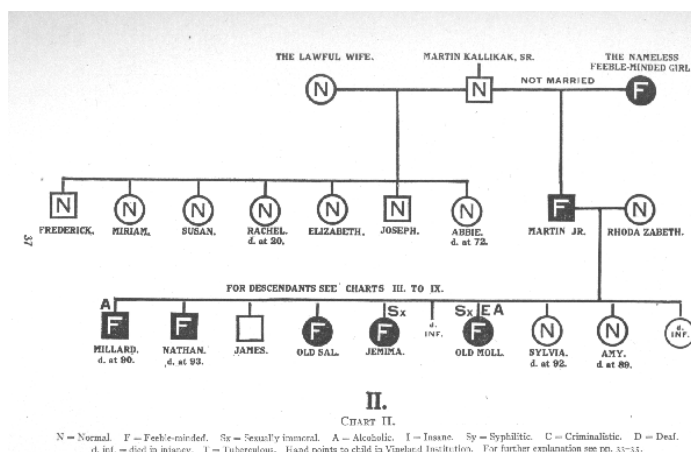 THE LAWFUL WIFE. MARTIN KALLIKAK, SR. THE NAMELESS
FEEBLE-MINDED GIRL
NOT MARRIED
N N F
N N N N N N N F N
FREDERICK. MIRIAM. SUSAN. RACHEL. ELIZABETH. JOSEPH. ABBIE. MARTIN JR. RHODA ZABETH.
d. at 20. d. at 72.
37
FOR DESCENDANTS SEE CHARTS III. TO IX.
A Sx Sx E A
F F F F d. F N N d.
INF. INF.
MILLARD. NATHAN. JAMES. OLD SAL. JEMIMA. OLD MOLL. SYLVIA. AMY.
d. at 90. d. at 93. d. at 92. d. at 89.
II.
CHART II.
N = Normal. F = Feeble-minded. Sx = Sexually immoral. A = Alcoholic. I = Insane. Sy = Syphilitic. C = Criminalistic. D = Deaf.
d. inf. = died in infancy. T = Tuberculous. Hand points to child in Vineland Institution. For further explanation see pp. 33-35.